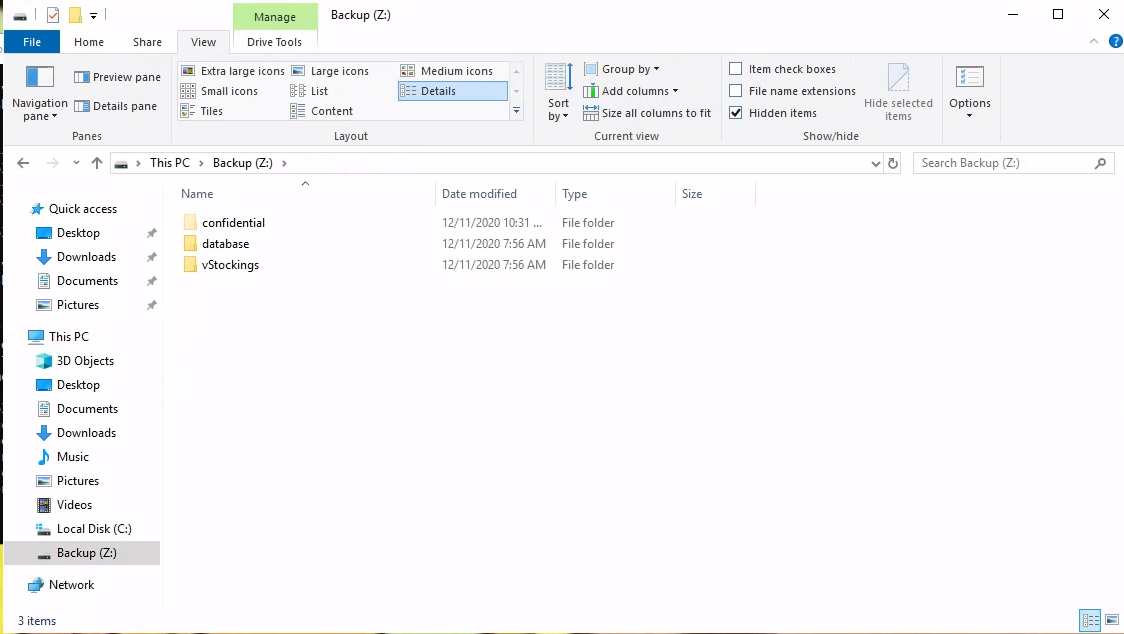 Manage
Backup (Z:)
File
Home
Share
View
Drive Tools
Navigation pane
Preview pane
Details pane
Panes
Extra large icons
Large icons
Medium icons
Small icons
List
Details
Tiles
Content
Layout
Sort by
Group by
Add columns
Size all columns to fit
Current view
Item check boxes
File name extensions
Hidden items
Hide selected items
Show/hide
Options
This PC > Backup (Z:) >
Search Backup (Z:)
Name Date modified Type Size
confidential 12/11/2020 10:31 ... File folder
database 12/11/2020 7:56 AM File folder
vStockings 12/11/2020 7:56 AM File folder
Quick access
Desktop
Downloads
Documents
Pictures
This PC
3D Objects
Desktop
Documents
Downloads
Music
Pictures
Videos
Local Disk (C:)
Backup (Z:)
Network
3 items